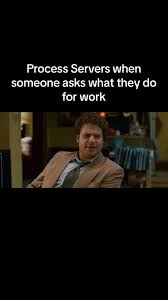 Process Servers when
someone asks what they do
for work